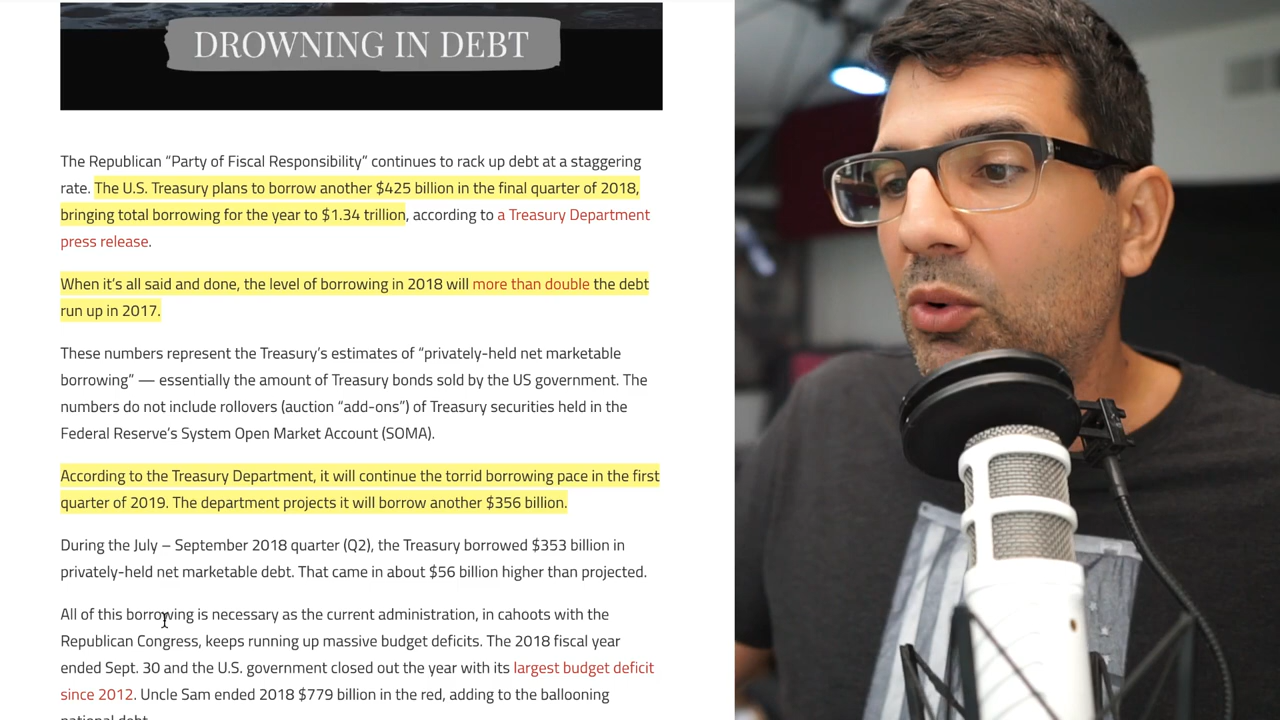 DROWNING IN DEBT
The Republican “Party of Fiscal Responsibility” continues to rack up debt at a staggering
rate. The U.S. Treasury plans to borrow another $425 billion in the final quarter of 2018,
bringing total borrowing for the year to $1.34 trillion, according to a Treasury Department
press release.
When it’s all said and done, the level of borrowing in 2018 will more than double the debt
run up in 2017.
These numbers represent the Treasury’s estimates of “privately-held net marketable
borrowing” — essentially the amount of Treasury bonds sold by the US government. The
numbers do not include rollovers (auction “add-ons”) of Treasury securities held in the
Federal Reserve’s System Open Market Account (SOMA).
According to the Treasury Department, it will continue the torrid borrowing pace in the first
quarter of 2019. The department projects it will borrow another $356 billion.
During the July – September 2018 quarter (Q2), the Treasury borrowed $353 billion in
privately-held net marketable debt. That came in about $56 billion higher than projected.
All of this borrowing is necessary as the current administration, in cahoots with the
Republican Congress, keeps running up massive budget deficits. The 2018 fiscal year
ended Sept. 30 and the U.S. government closed out the year with its largest budget deficit
since 2012. Uncle Sam ended 2018 $779 billion in the red, adding to the ballooning
national debt.